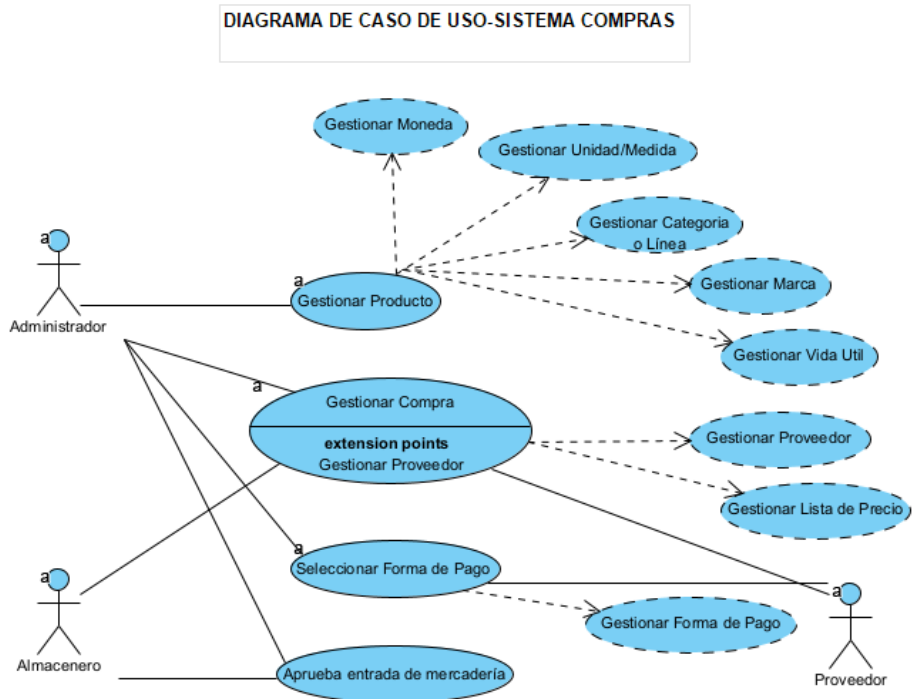 DIAGRAMA DE CASO DE USO-SISTEMA COMPRAS
Gestionar Moneda
Gestionar Unidad/Medida
Gestionar Categoria
o Línea
a
a
Gestionar Producto
Gestionar Marca
Administrador
Gestionar Vida Util
a
Gestionar Compra
extension points
Gestionar Proveedor
Gestionar Proveedor
Gestionar Lista de Precio
a
Seleccionar Forma de Pago
a
a
Gestionar Forma de Pago
Almacenero
Aprueba entrada de mercadería
Proveedor